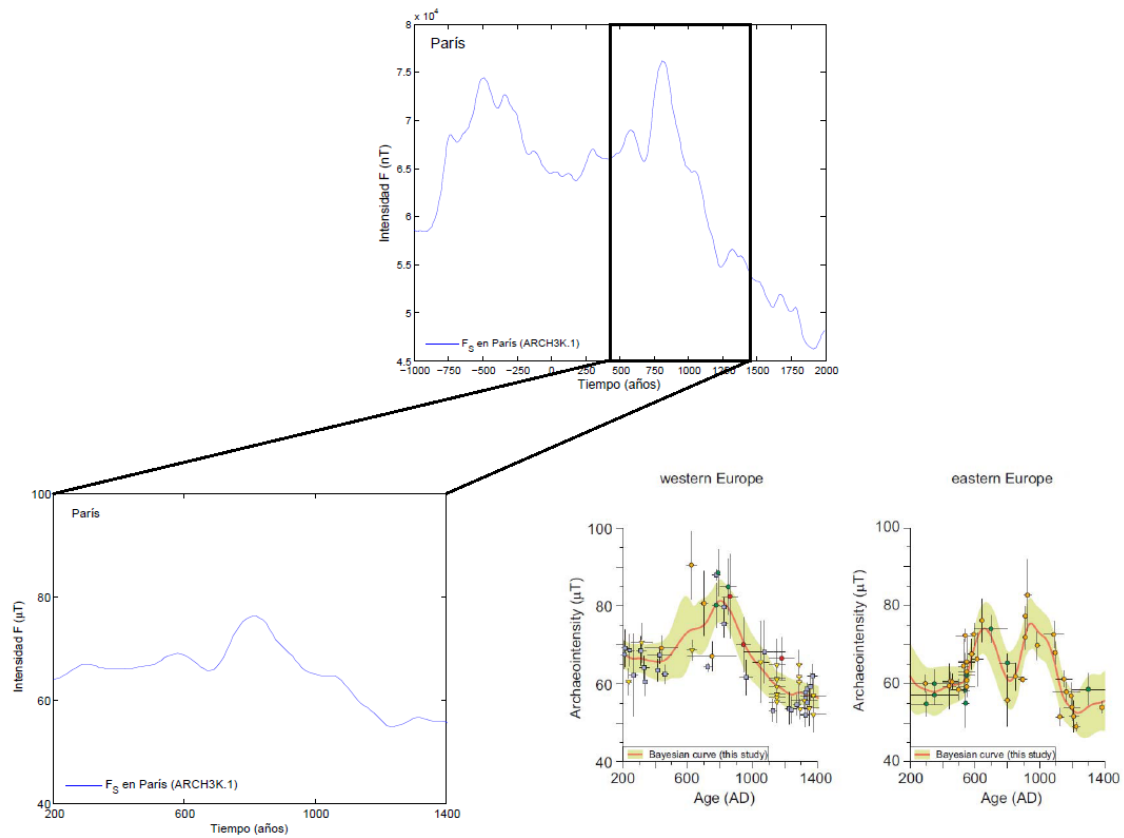 x 10⁴
8
7.5
7
6.5
6
5.5
5
4.5
París
Intensidad F (nT)
F_S en París (ARCH3K.1)
−1000 −750 −500 −250 0 250 500 750 1000 1250 1500 1750 2000
Tiempo (años)
100
80
60
40
París
Intensidad F (µT)
F_S en París (ARCH3K.1)
200 600 1000 1400
Tiempo (años)
western Europe
100
80
60
40
Archaeointensity (µT)
Bayesian curve (this study)
200 600 1000 1400
Age (AD)
eastern Europe
100
80
60
40
Archaeointensity (µT)
Bayesian curve (this study)
200 600 1000 1400
Age (AD)